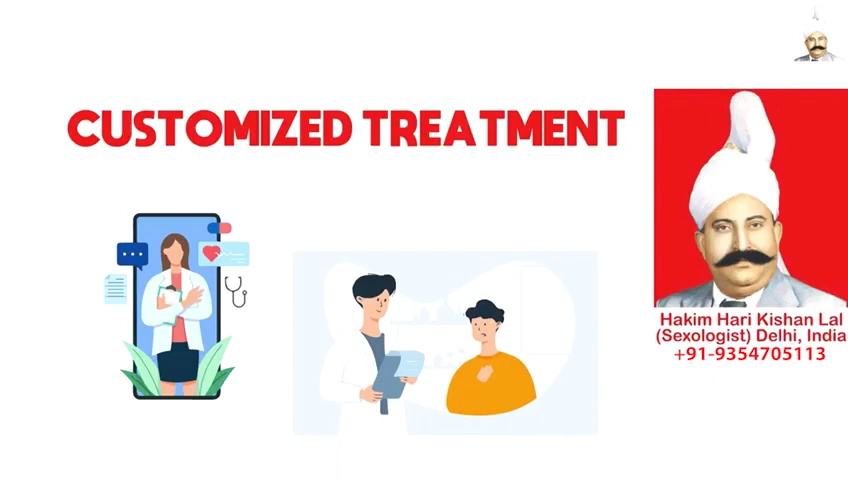 CUSTOMIZED TREATMENT
Hakim Hari Kishan Lal
(Sexologist) Delhi, India
+91-9354705113